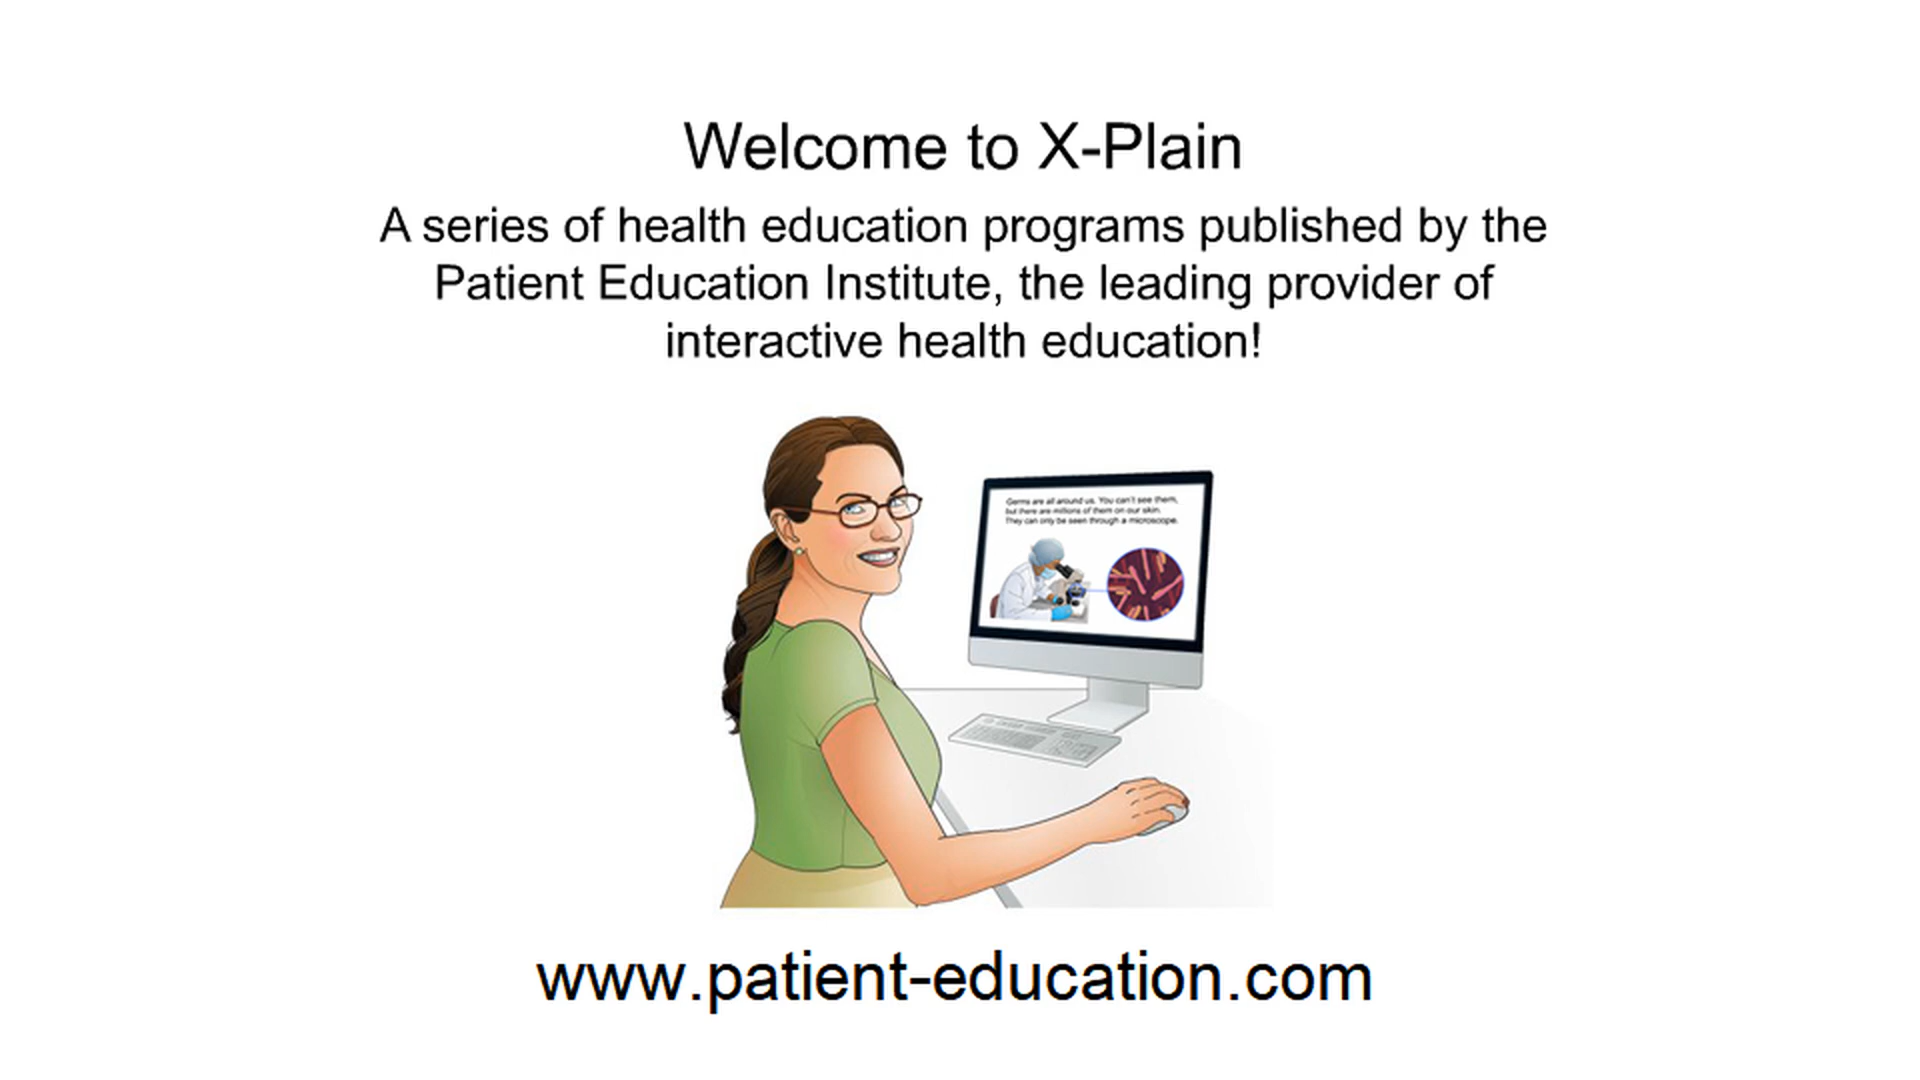 Welcome to X-Plain
A series of health education programs published by the
Patient Education Institute, the leading provider of
interactive health education!
Germs are all around us. You can't see them,
but there are millions of them on our skin.
They can only be seen through a microscope.
www.patient-education.com